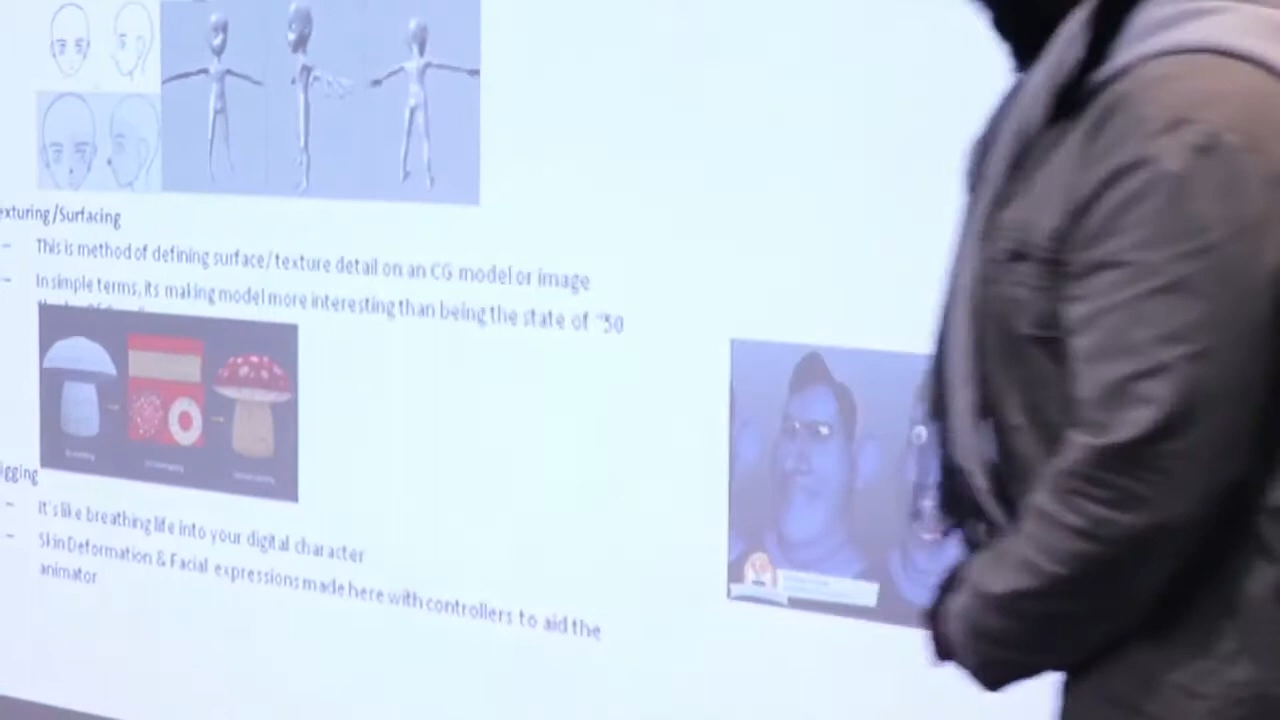 exturing/Surfacing
– This is method of defining surface/texture detail on an CG model or image
– In simple terms, its making model more interesting than being the state of "50
igging
– It's like breathing life into your digital character
– Skin Deformation & Facial expressions made here with controllers to aid the
animator